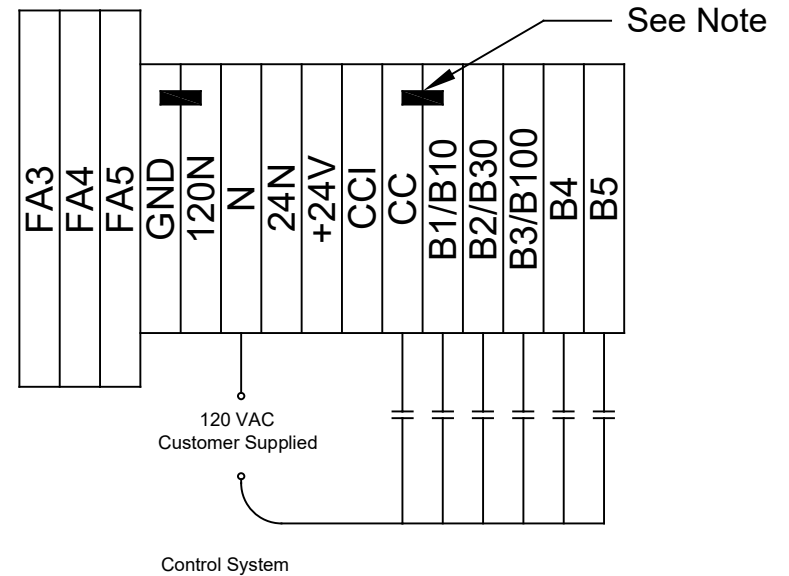 See Note
FA3
FA4
FA5
GND
120N
N
24N
+24V
CCI
CC
B1/B10
B2/B30
B3/B100
B4
B5
120 VAC
Customer Supplied
Control System